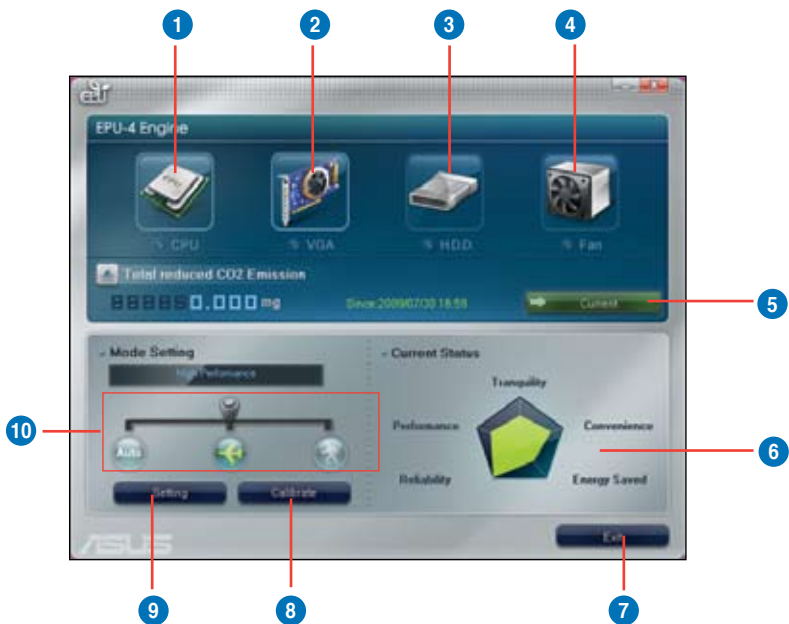 1 2 3 4
EPU
EPU-4 Engine
EPU
CPU VGA H.D.D Fan
Total reduced CO2 Emission
0.000 mg Since:2009/07/30 18:59 Current
5
Mode Setting
High Performance
Current Status
Tranquility
Performance Convenience
Reliability Energy Saved
10
Auto
6
Setting Calibrate
Exit
ASUS
9 8 7